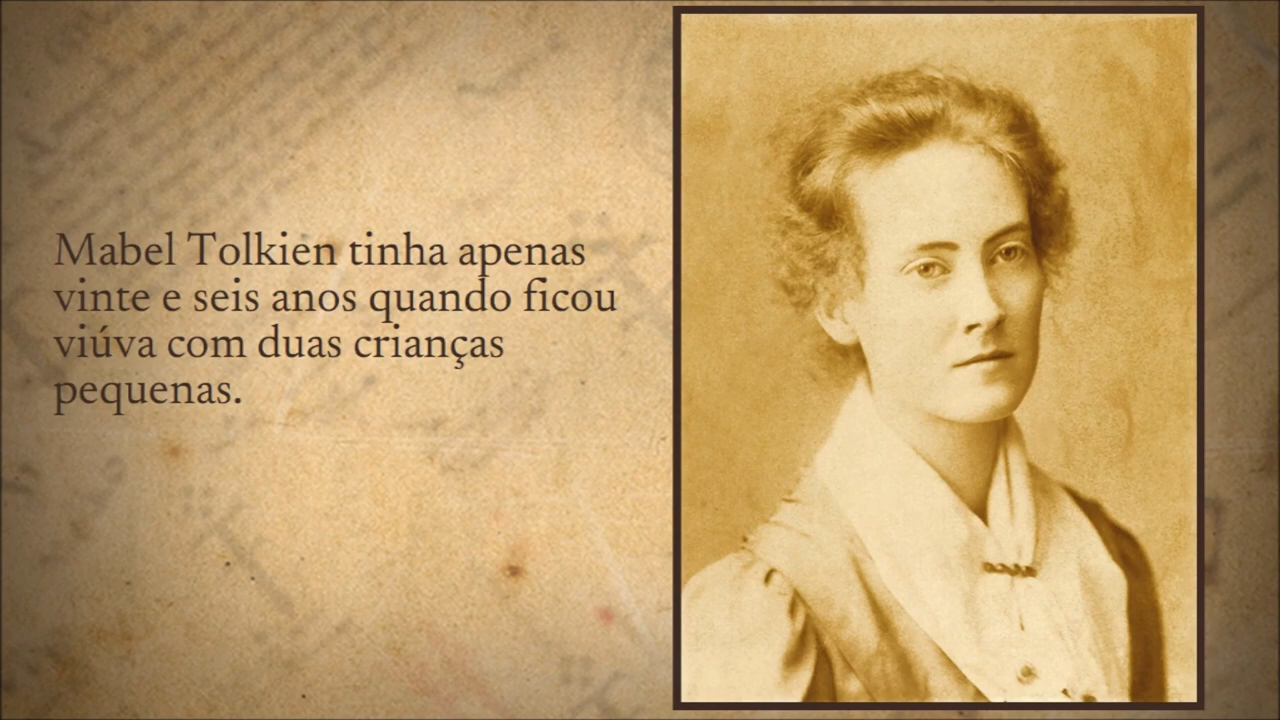 Mabel Tolkien tinha apenas
vinte e seis anos quando ficou
viúva com duas crianças
pequenas.